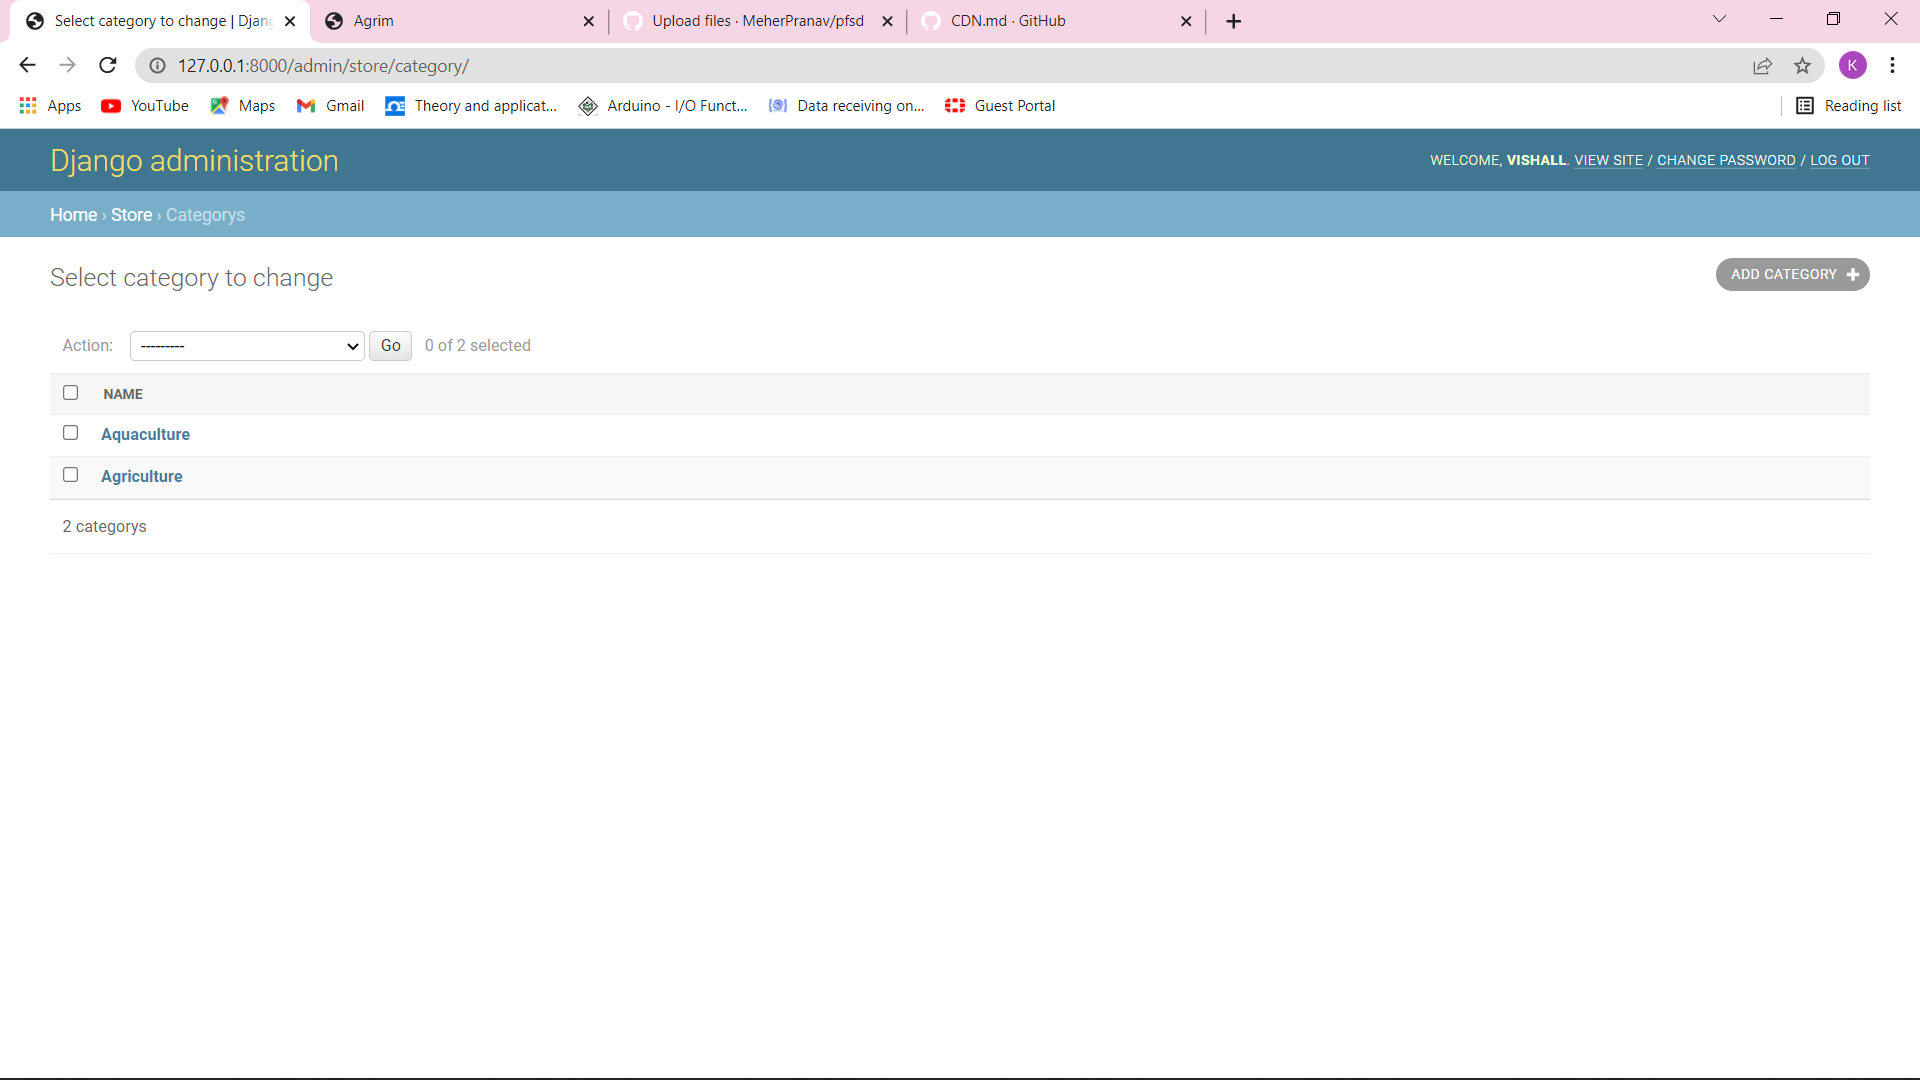 Select category to change | Djan
Agrim
Upload files · MeherPranav/pfsd
CDN.md · GitHub
127.0.0.1:8000/admin/store/category/
K
Apps
YouTube
Maps
Gmail
Theory and applicat...
Arduino - I/O Funct...
Data receiving on...
Guest Portal
Reading list
Django administration
WELCOME, VISHALL. VIEW SITE / CHANGE PASSWORD / LOG OUT
Home › Store › Categorys
Select category to change
ADD CATEGORY +
Action: --------- Go 0 of 2 selected
NAME
Aquaculture
Agriculture
2 categorys